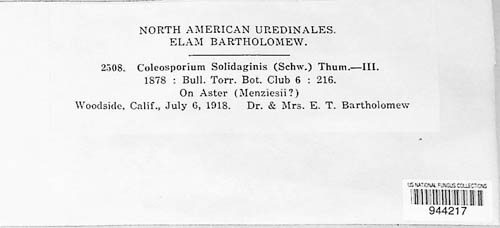 NORTH AMERICAN UREDINALES.
ELAM BARTHOLOMEW.
2508. Coleosporium Solidaginis (Schw.) Thum.—III.
1878 : Bull. Torr. Bot. Club 6 : 216.
On Aster (Menziesii?)
Woodside, Calif., July 6, 1918. Dr. & Mrs. E. T. Bartholomew
US NATIONAL FUNGUS COLLECTIONS
944217